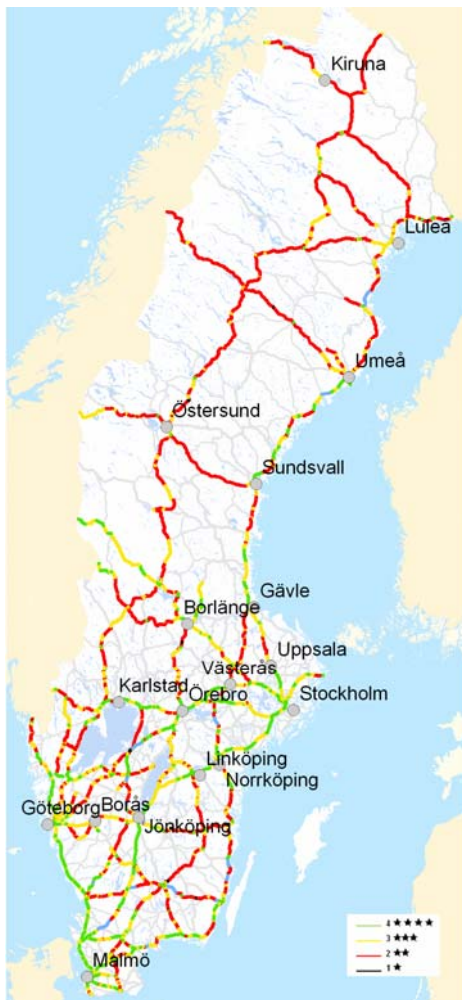 Kiruna
Luleå
Umeå
Östersund
Sundsvall
Gävle
Borlänge
Uppsala
Västerås
Karlstad
Örebro
Stockholm
Linköping
Norrköping
Göteborg
Borås
Jönköping
Malmö
4 ★★★★
3 ★★★
2 ★★
1 ★